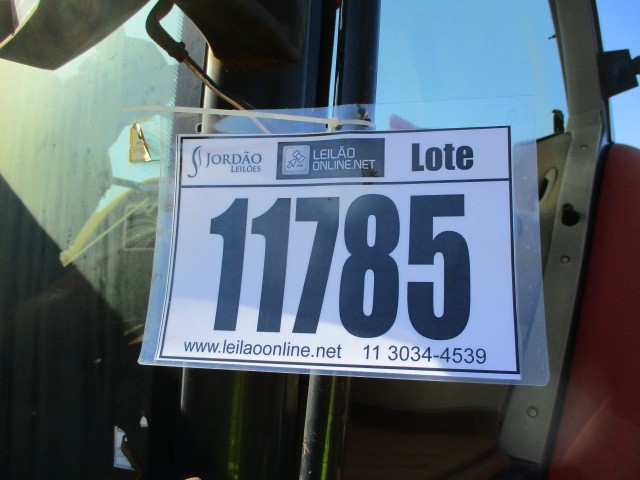 JORDÃO LEILÕES LEILÃO ONLINE.NET Lote
11785
www.leilaoonline.net 11 3034-4539